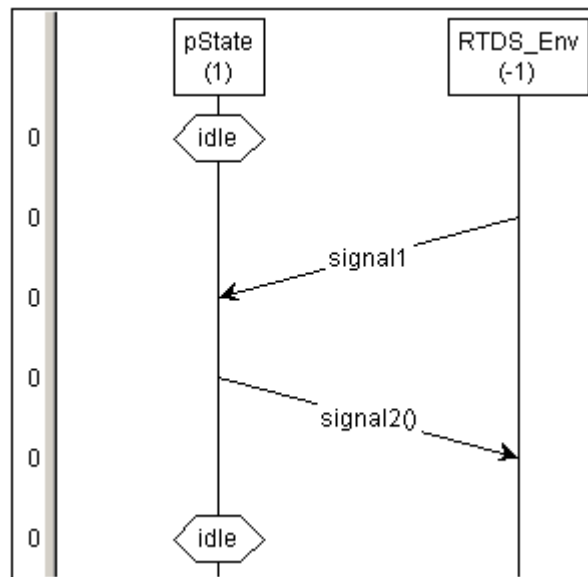 pState RTDS_Env
(1) (-1)
0 idle
0
signal1
0
0
signal2()
0
0 idle